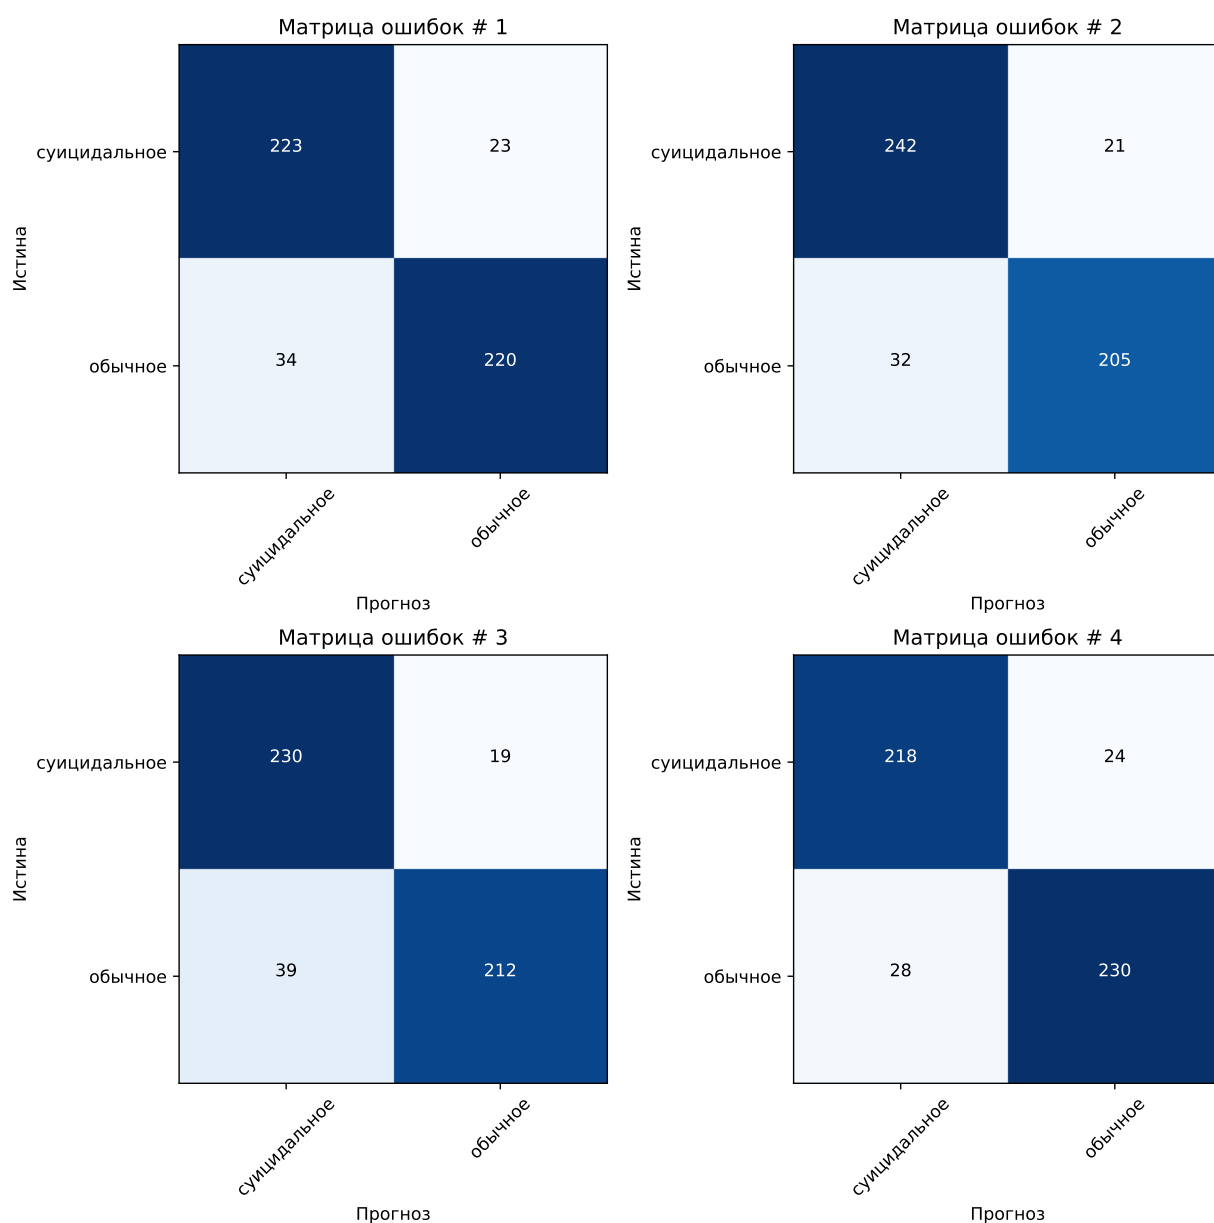 Матрица ошибок # 1
суицидальное
223
23
обычное
34
220
Истина
суицидальное
обычное
Прогноз
Матрица ошибок # 2
суицидальное
242
21
обычное
32
205
Истина
суицидальное
обычное
Прогноз
Матрица ошибок # 3
суицидальное
230
19
обычное
39
212
Истина
суицидальное
обычное
Прогноз
Матрица ошибок # 4
суицидальное
218
24
обычное
28
230
Истина
суицидальное
обычное
Прогноз